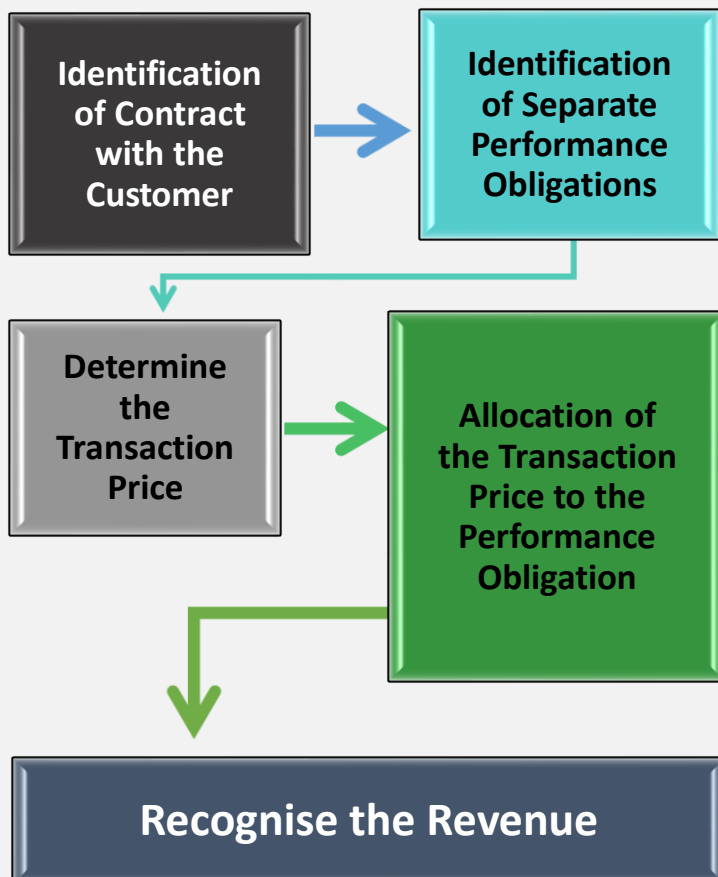 Identification
of Contract
with the
Customer
Identification
of Separate
Performance
Obligations
Determine
the
Transaction
Price
Allocation of
the Transaction
Price to the
Performance
Obligation
Recognise the Revenue